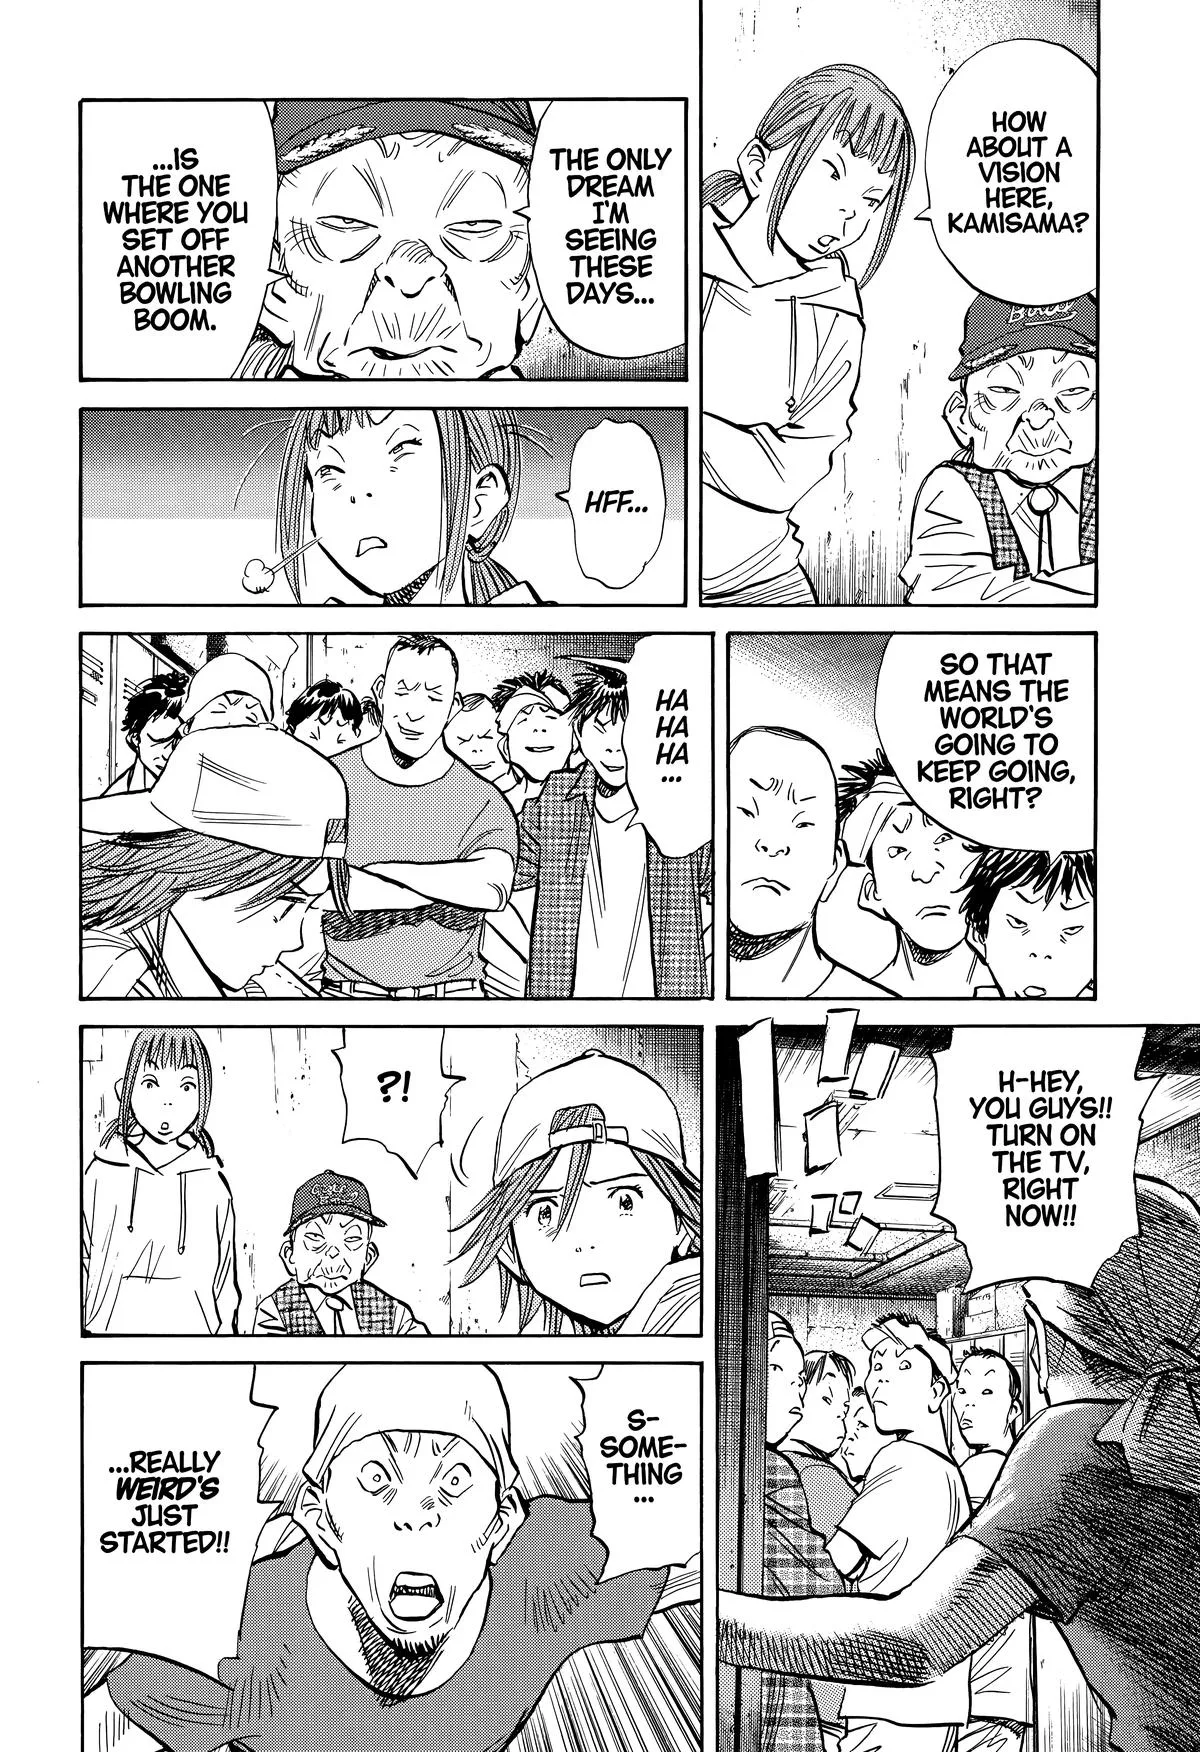 HOW
ABOUT A
VISION
HERE,
KAMISAMA?
THE ONLY
DREAM
I'M
SEEING
THESE
DAYS...
...IS
THE ONE
WHERE YOU
SET OFF
ANOTHER
BOWLING
BOOM.
HFF...
SO THAT
MEANS THE
WORLD'S
GOING TO
KEEP GOING,
RIGHT?
HA
HA
HA
...
H-HEY,
YOU GUYS!!
TURN ON
THE TV,
RIGHT
NOW!!
?!
S-
SOME-
THING
...
...REALLY
WEIRD'S
JUST
STARTED!!